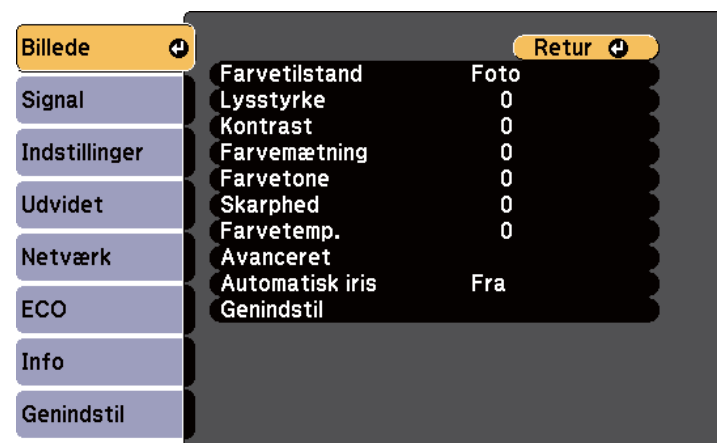 Billede
Signal
Indstillinger
Udvidet
Netværk
ECO
Info
Genindstil
Retur
Farvetilstand Foto
Lysstyrke 0
Kontrast 0
Farvemætning 0
Farvetone 0
Skarphed 0
Farvetemp. 0
Avanceret
Automatisk iris Fra
Genindstil